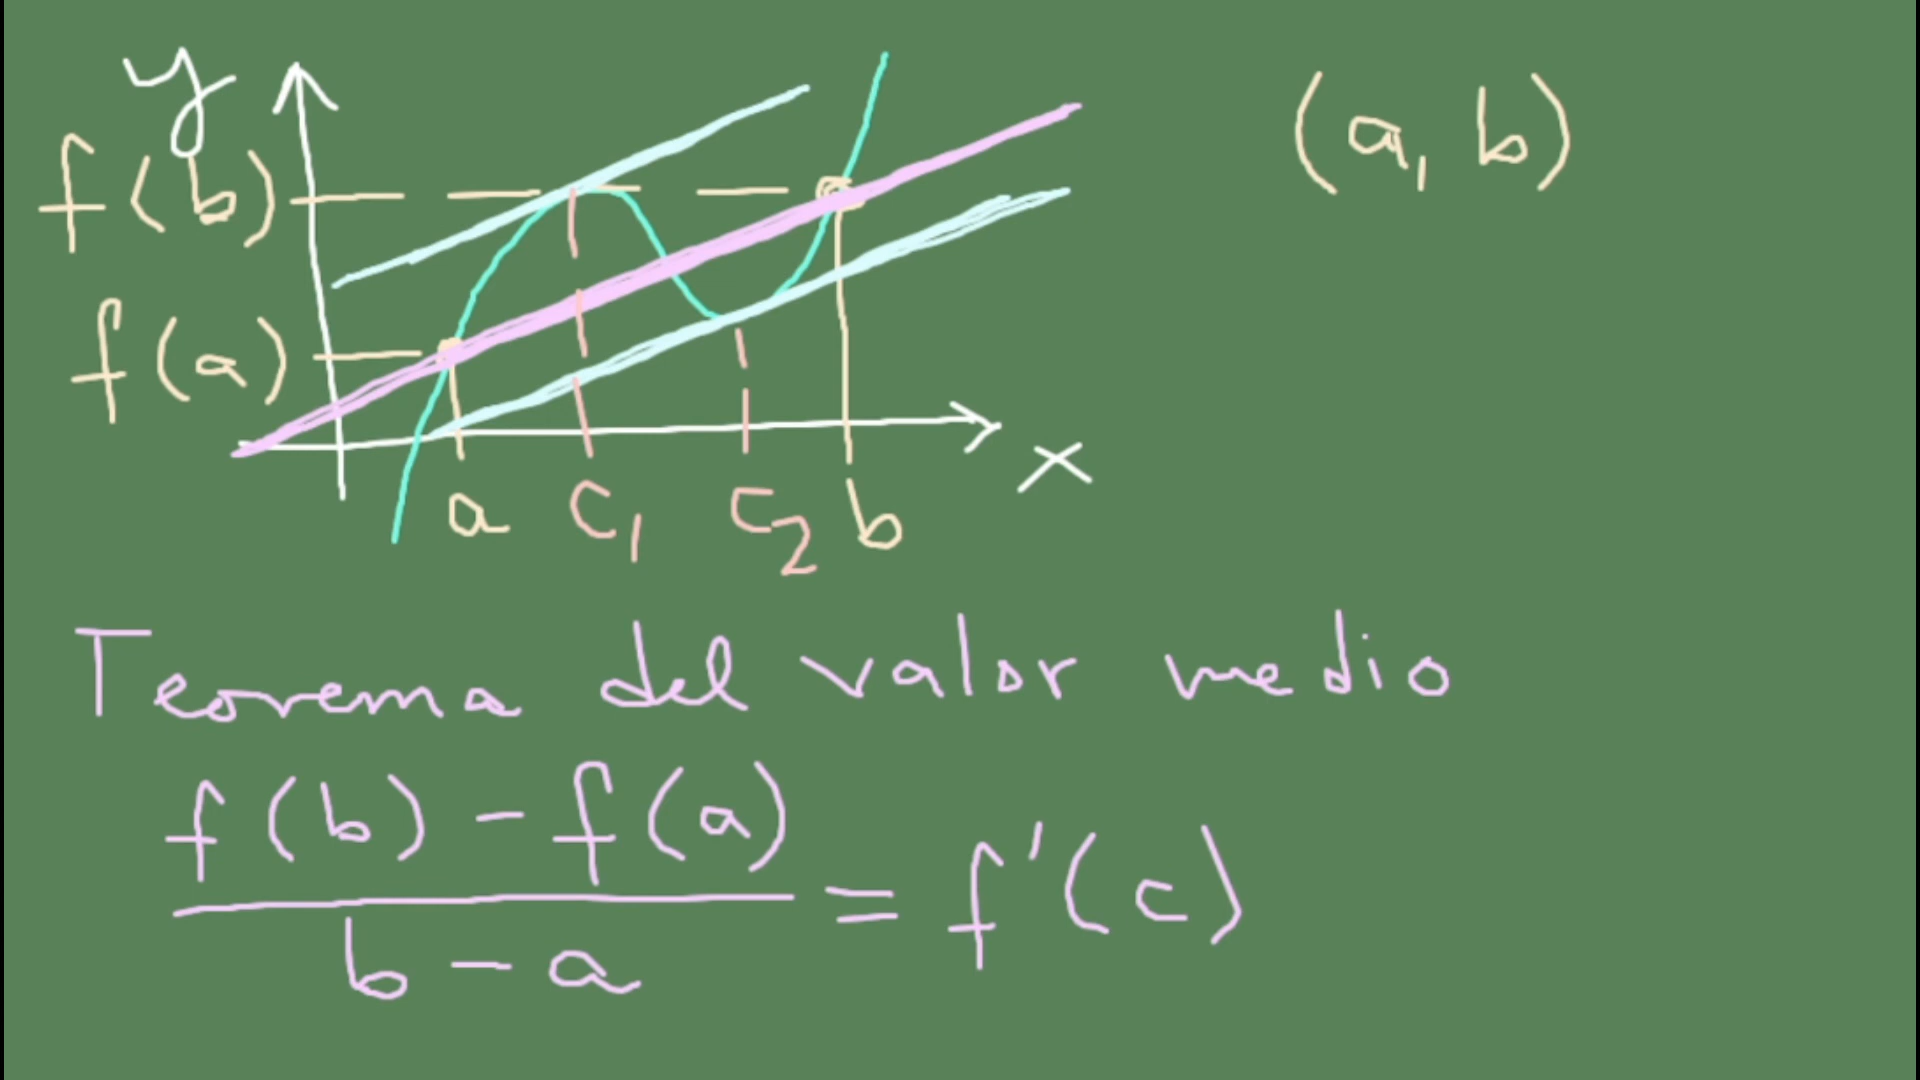 y
f(b)
(a, b)
f(a)
x
a c₁ c₂ b
Teorema del valor medio
f(b) - f(a)
= f'(c)
b - a